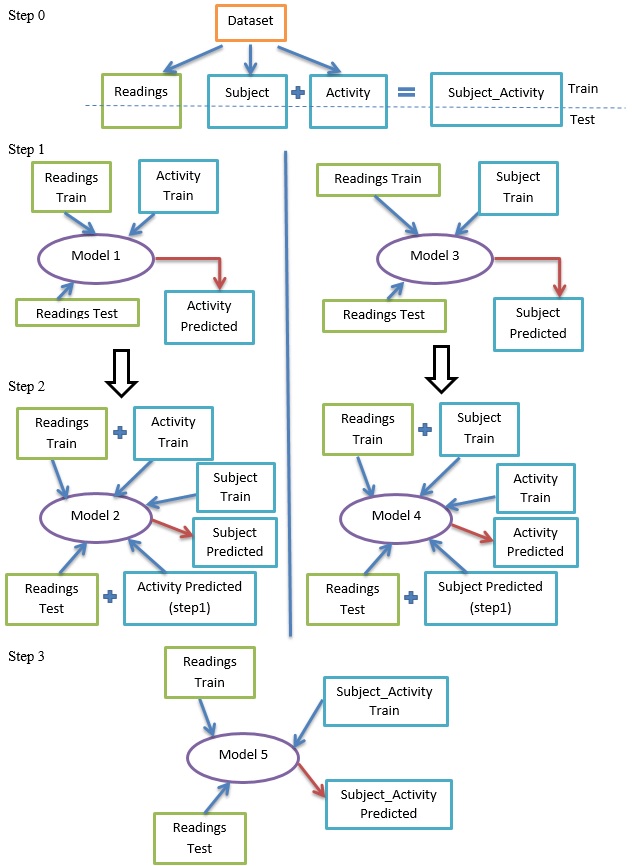 Step 0
Dataset
Readings
Subject
Activity
Subject_Activity
Train
Test
Step 1
Readings
Train
Activity
Train
Model 1
Readings Test
Activity
Predicted
Readings Train
Subject
Train
Model 3
Readings Test
Subject
Predicted
Step 2
Readings
Train
+
Activity
Train
Subject
Train
Model 2
Subject
Predicted
Readings
Test
+
Activity Predicted
(step1)
Readings
Train
+
Subject
Train
Activity
Train
Model 4
Activity
Predicted
Readings
Test
+
Subject Predicted
(step1)
Step 3
Readings
Train
Subject_Activity
Train
Model 5
Subject_Activity
Predicted
Readings
Test